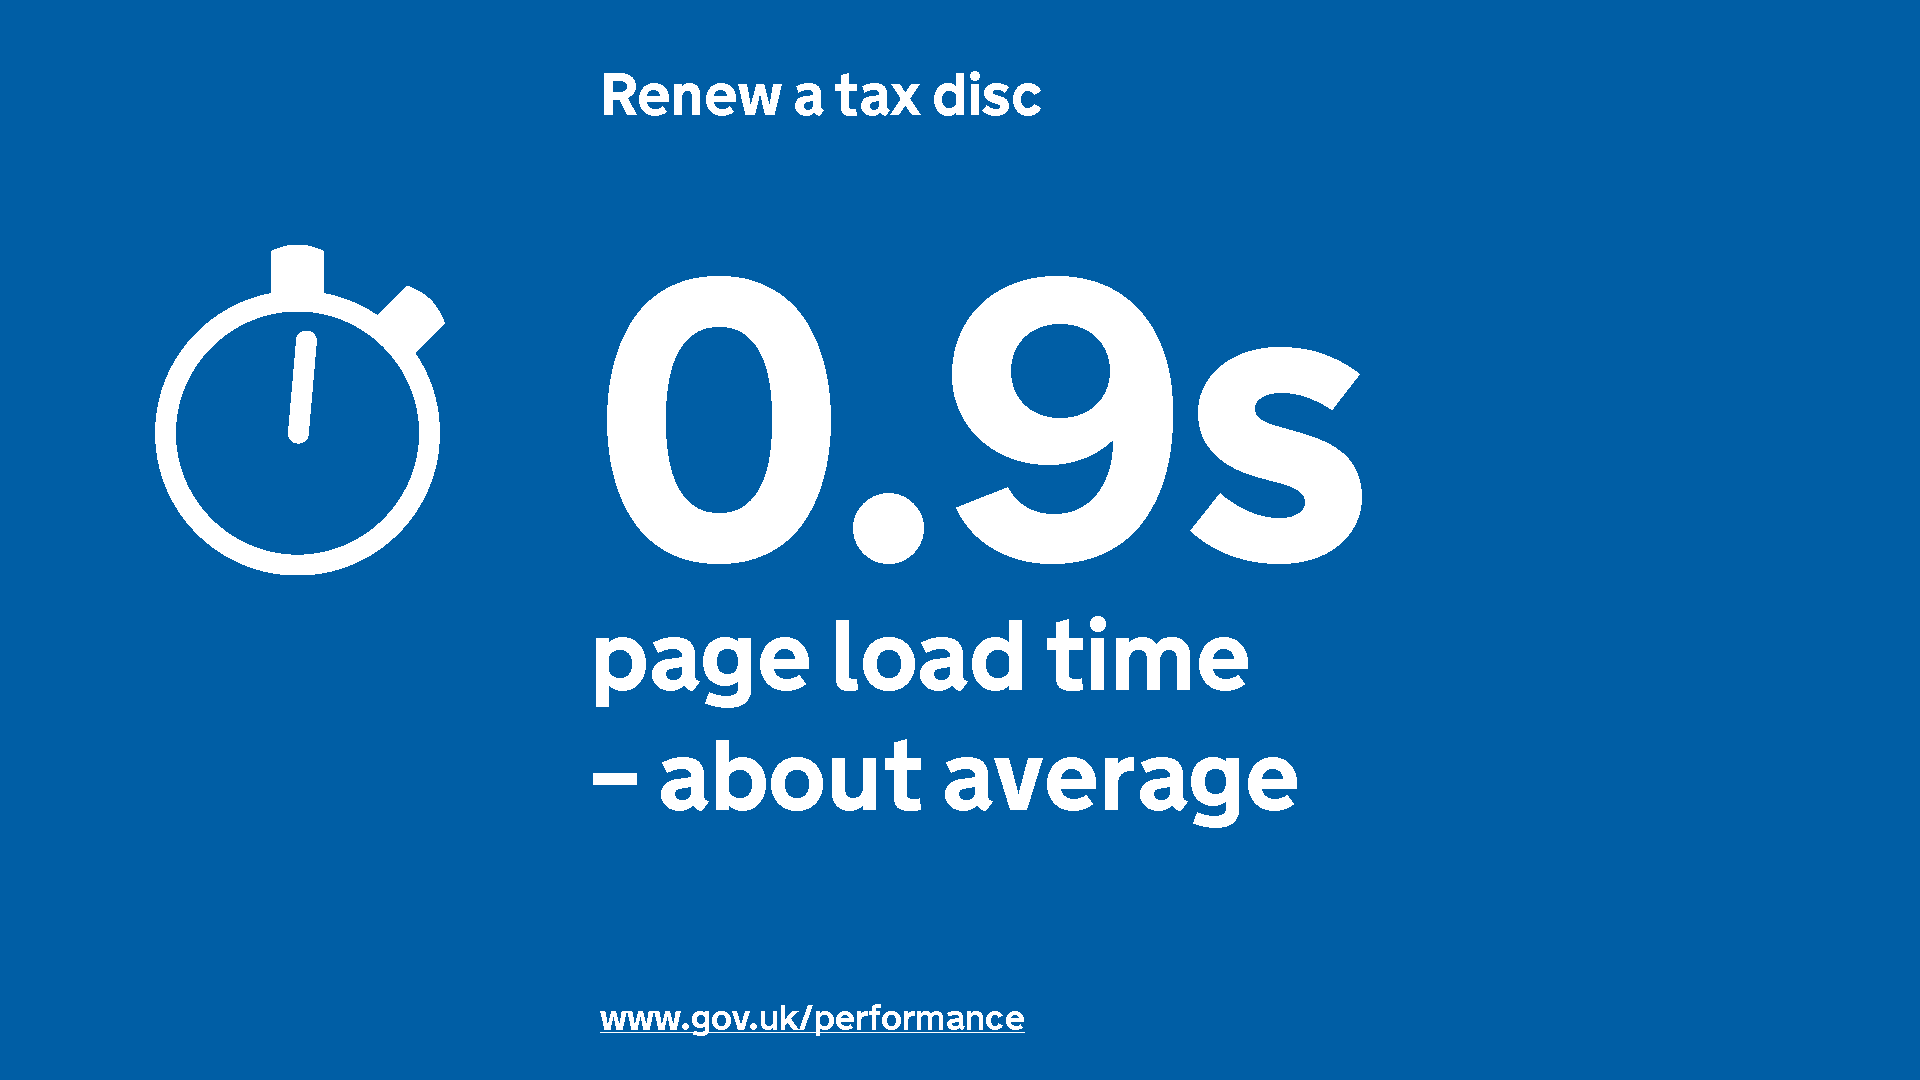 Renew a tax disc
0.9s
page load time
– about average
www.gov.uk/performance